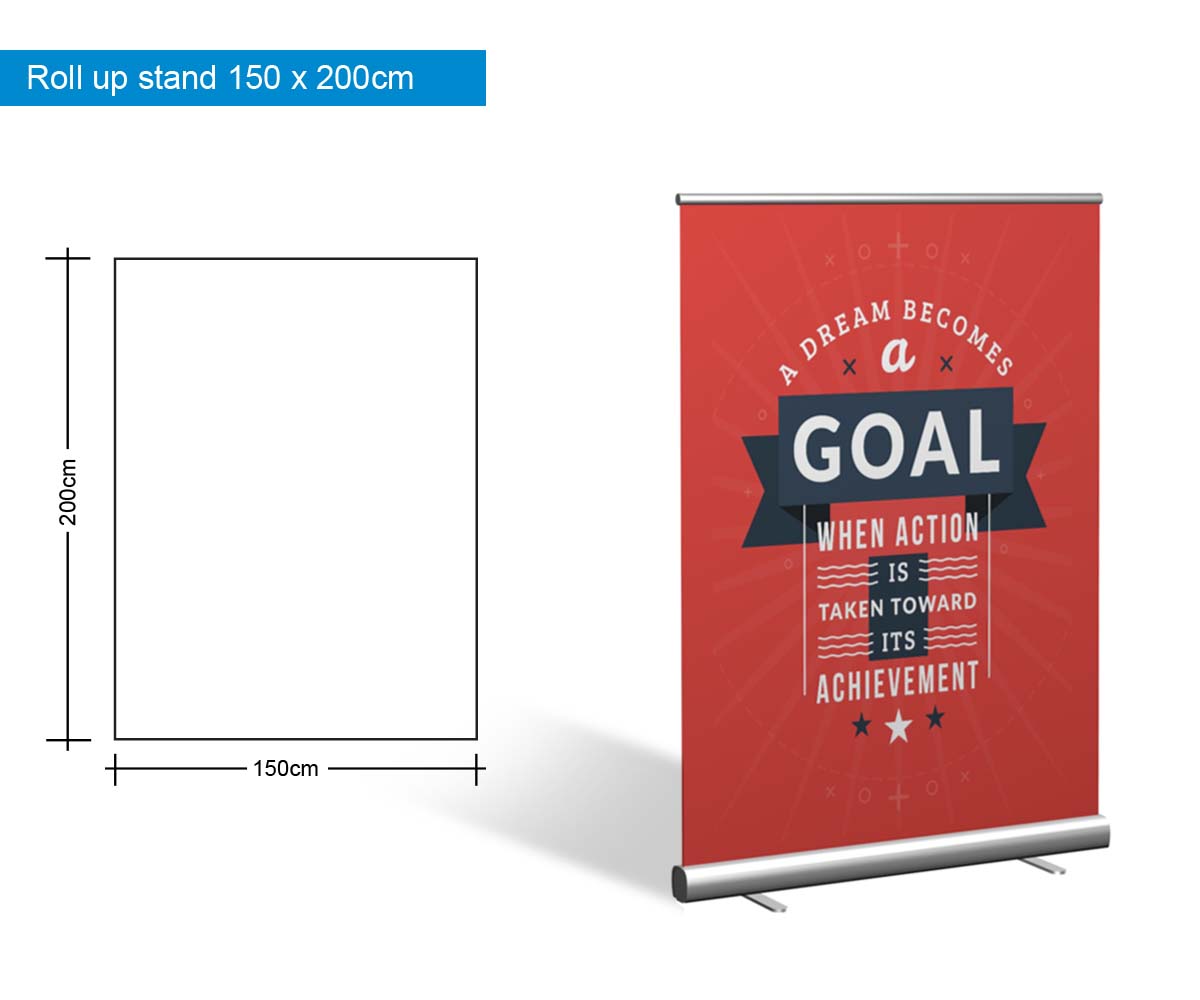 Roll up stand 150 x 200cm
200cm
150cm
A DREAM BECOMES
a
GOAL
WHEN ACTION
IS
TAKEN TOWARD
ITS
ACHIEVEMENT